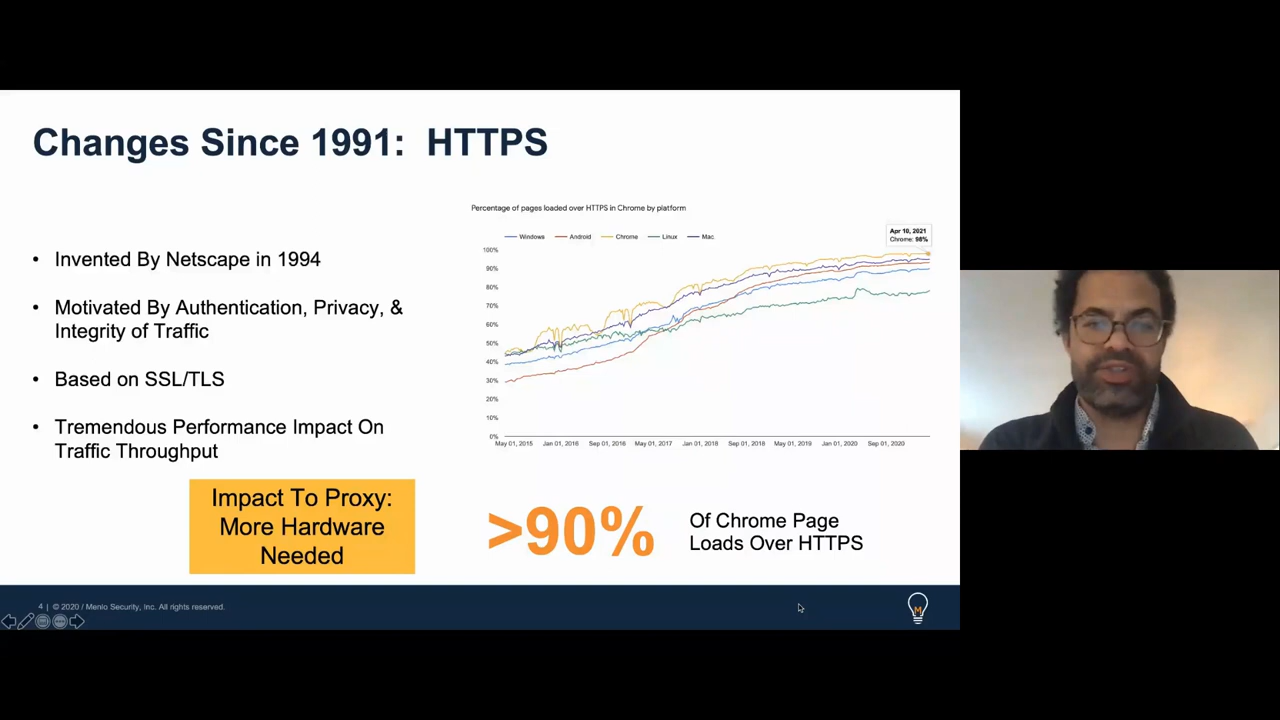 Changes Since 1991: HTTPS
• Invented By Netscape in 1994
• Motivated By Authentication, Privacy, &
Integrity of Traffic
• Based on SSL/TLS
• Tremendous Performance Impact On
Traffic Throughput
Impact To Proxy:
More Hardware
Needed
Percentage of pages loaded over HTTPS in Chrome by platform
Windows Android Chrome Linux Mac
Apr 10, 2021
Chrome: 98%
100%
90%
80%
70%
60%
50%
40%
30%
20%
10%
0%
May 01, 2015 Jan 01, 2016 Sep 01, 2016 May 01, 2017 Jan 01, 2018 Sep 01, 2018 May 01, 2019 Jan 01, 2020 Sep 01, 2020
>90%
Of Chrome Page
Loads Over HTTPS
4 | © 2020 / Menlo Security, Inc. All rights reserved.
M